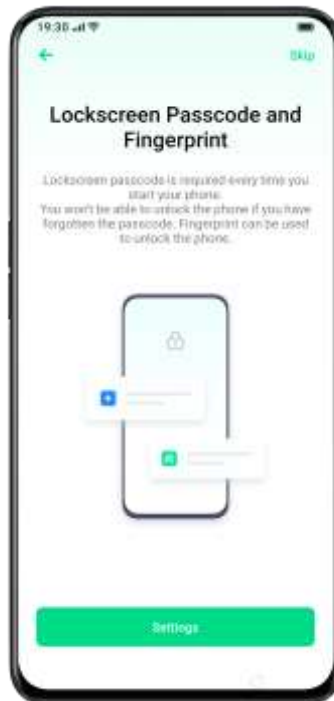 19:30
Skip
Lockscreen Passcode and
Fingerprint
Lockscreen passcode is required every time you
start your phone.
You won't be able to unlock the phone if you have
forgotten the passcode. Fingerprint can be used
to unlock the phone.
Settings